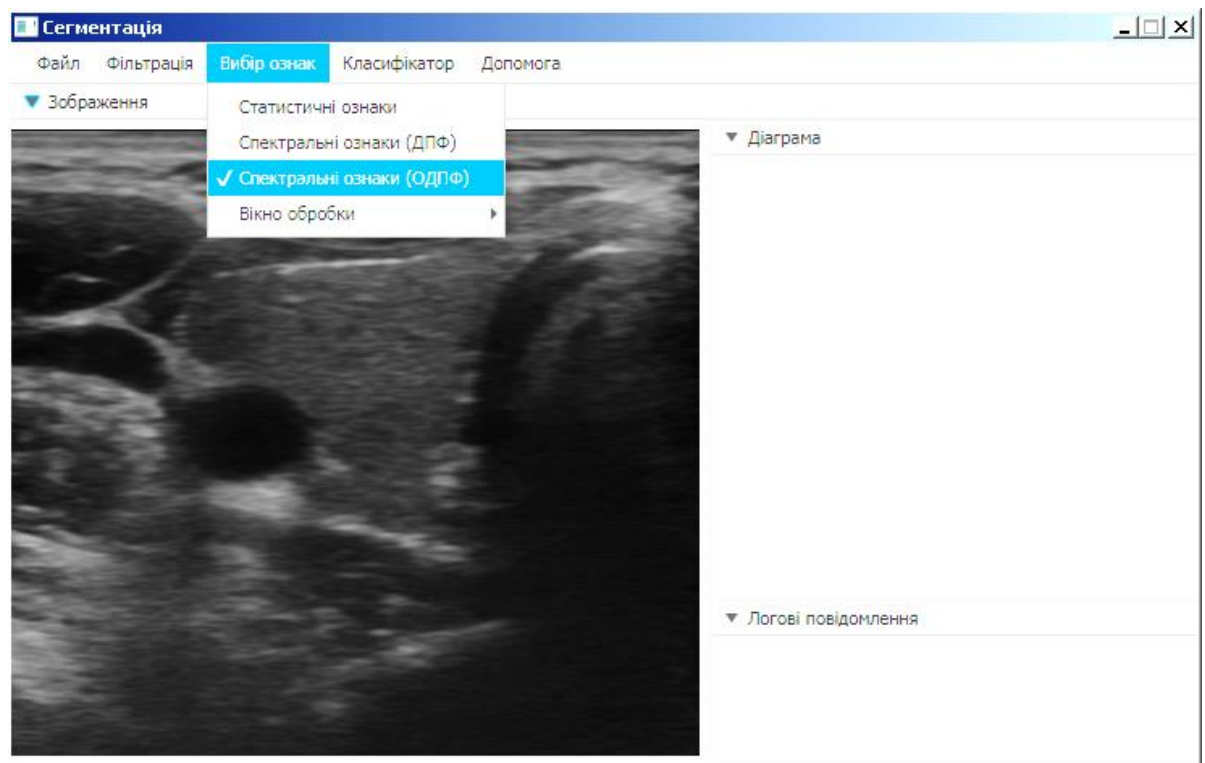 Сегментація
Файл Фільтрація Вибір ознак Класифікатор Допомога
Зображення
Статистичні ознаки
Спектральні ознаки (ДПФ)
Спектральні ознаки (ОДПФ)
Вікно обробки
Діаграма
Логові повідомлення